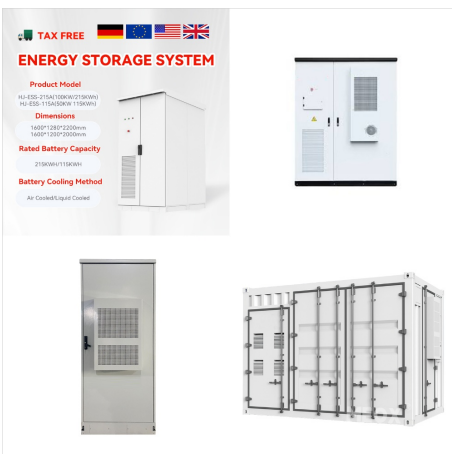 TAX FREE
ENERGY STORAGE SYSTEM
Product Model
HJ-ESS-215A(100KW/215KWh)
HJ-ESS-115A(50KW 115KWh)
Dimensions
1600*1280*2200mm
1600*1200*2000mm
Rated Battery Capacity
215KWH/115KWH
Battery Cooling Method
Air Cooled/Liquid Cooled